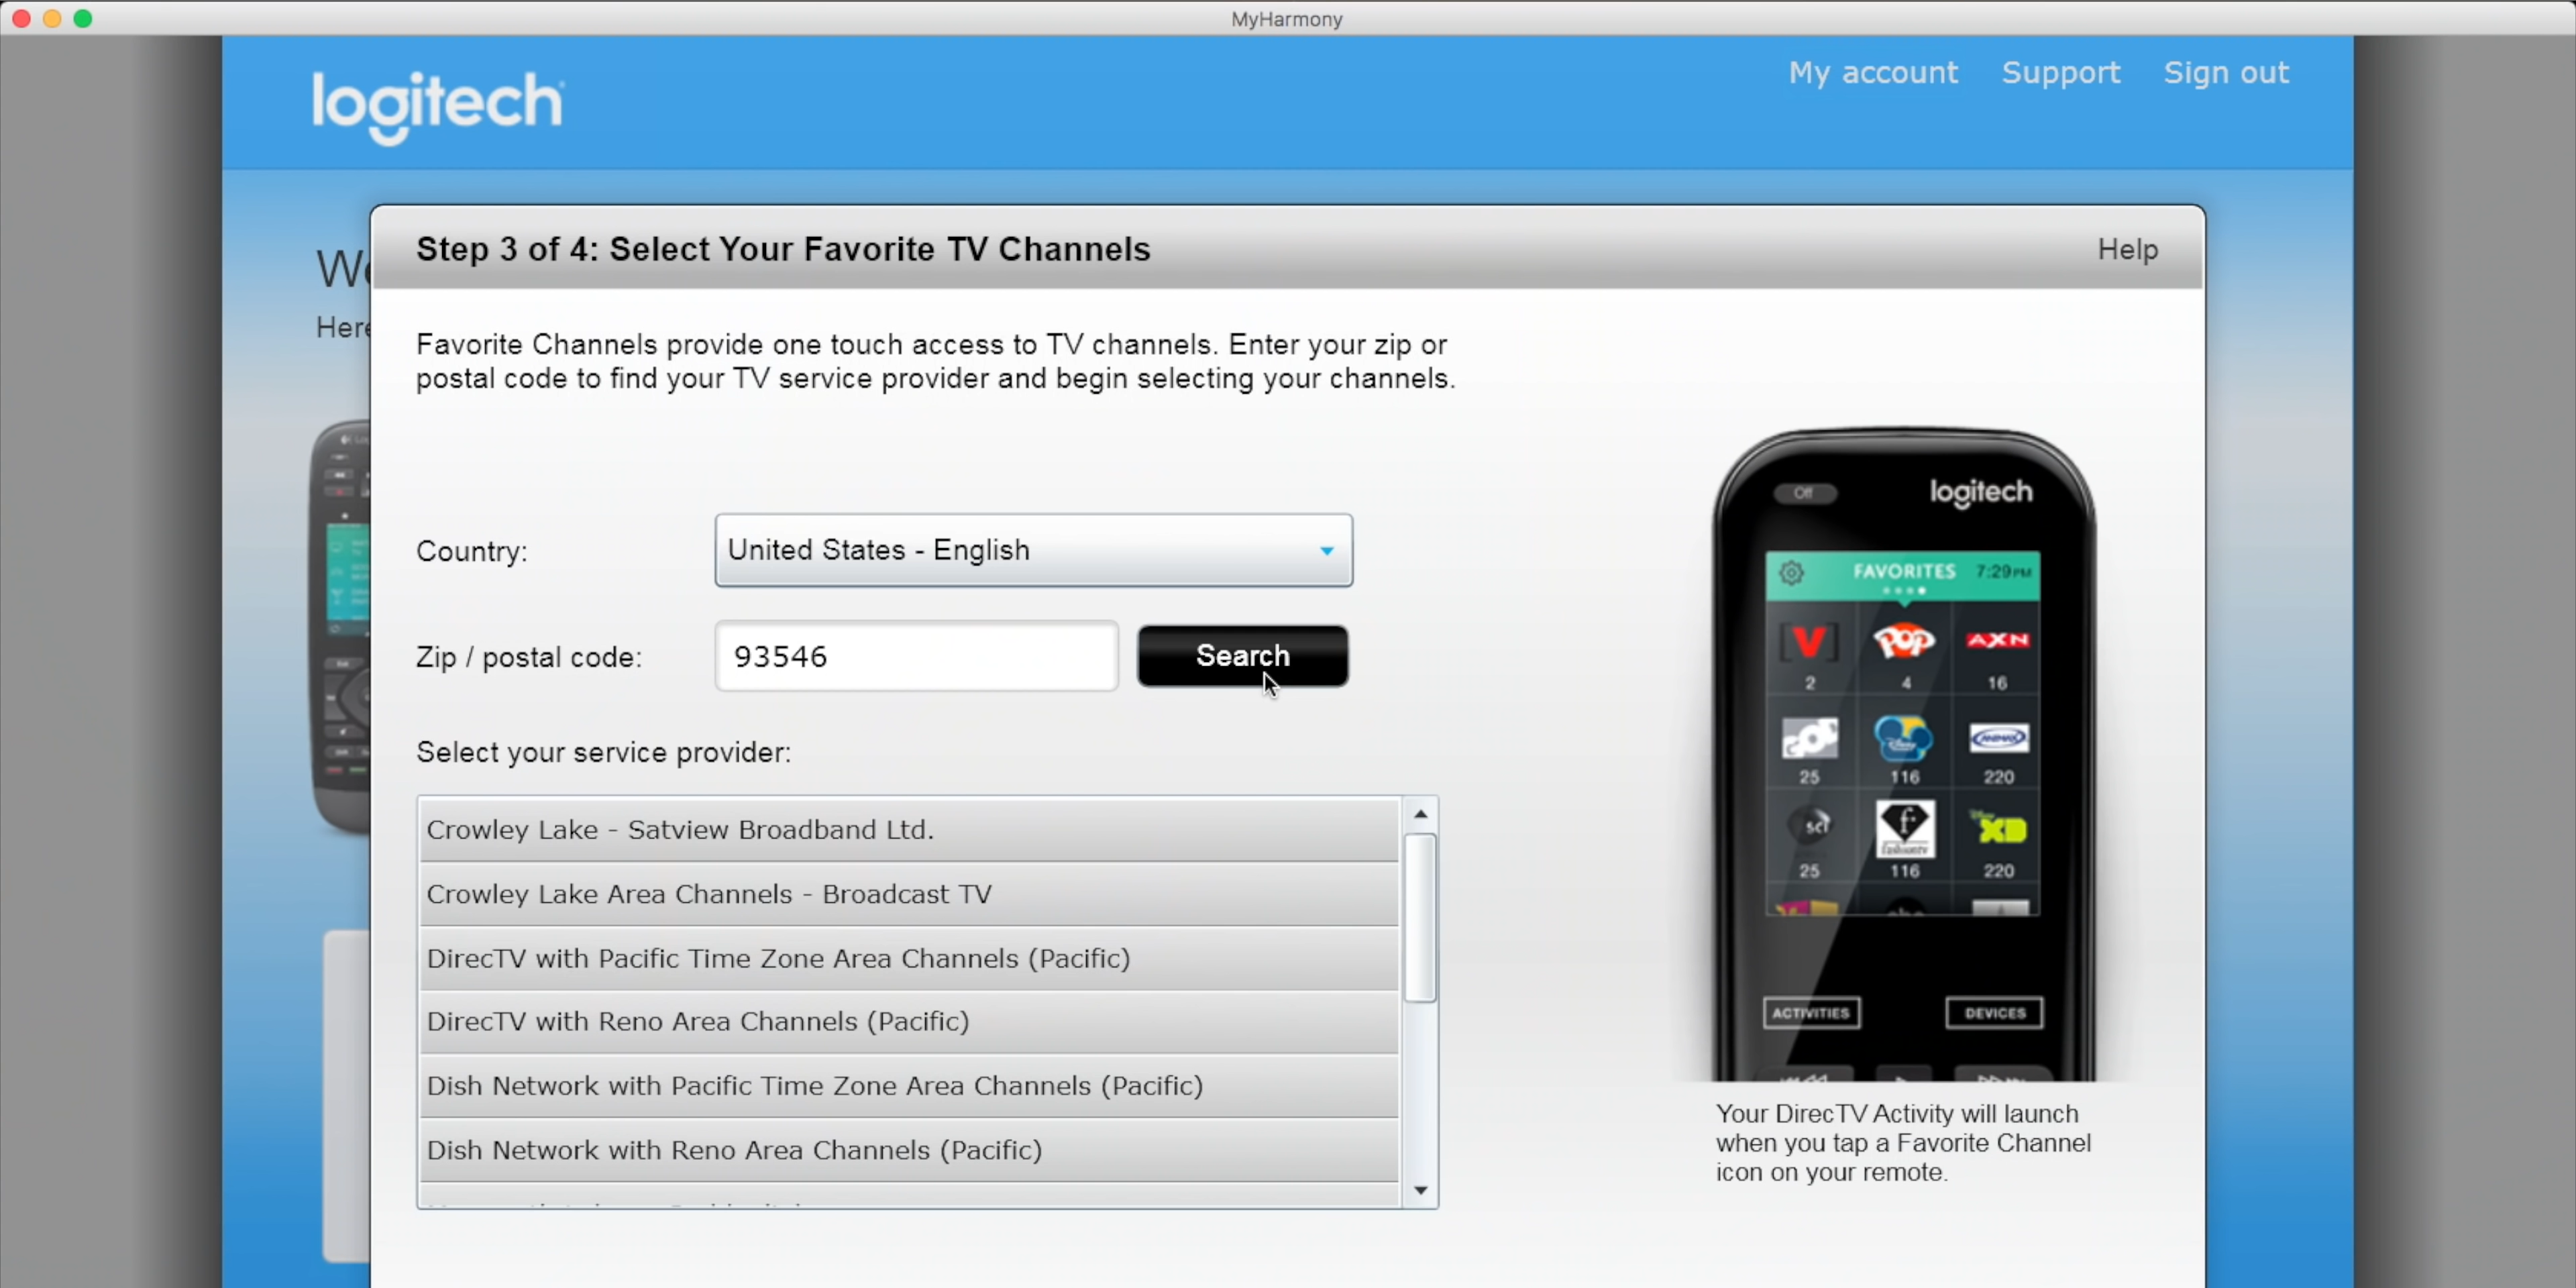 MyHarmony
logitech
My account
Support
Sign out
Here
Step 3 of 4: Select Your Favorite TV Channels
Help
Favorite Channels provide one touch access to TV channels. Enter your zip or
postal code to find your TV service provider and begin selecting your channels.
Country:
United States - English
Zip / postal code:
93546
Search
Select your service provider:
Crowley Lake - Satview Broadband Ltd.
Crowley Lake Area Channels - Broadcast TV
DirecTV with Pacific Time Zone Area Channels (Pacific)
DirecTV with Reno Area Channels (Pacific)
Dish Network with Pacific Time Zone Area Channels (Pacific)
Dish Network with Reno Area Channels (Pacific)
Off
logitech
FAVORITES 7:29PM
[V] POP AXN
2 4 16
Disney
25 116 220
sci f fashiontv XD
25 116 220
ACTIVITIES DEVICES
Your DirecTV Activity will launch
when you tap a Favorite Channel
icon on your remote.